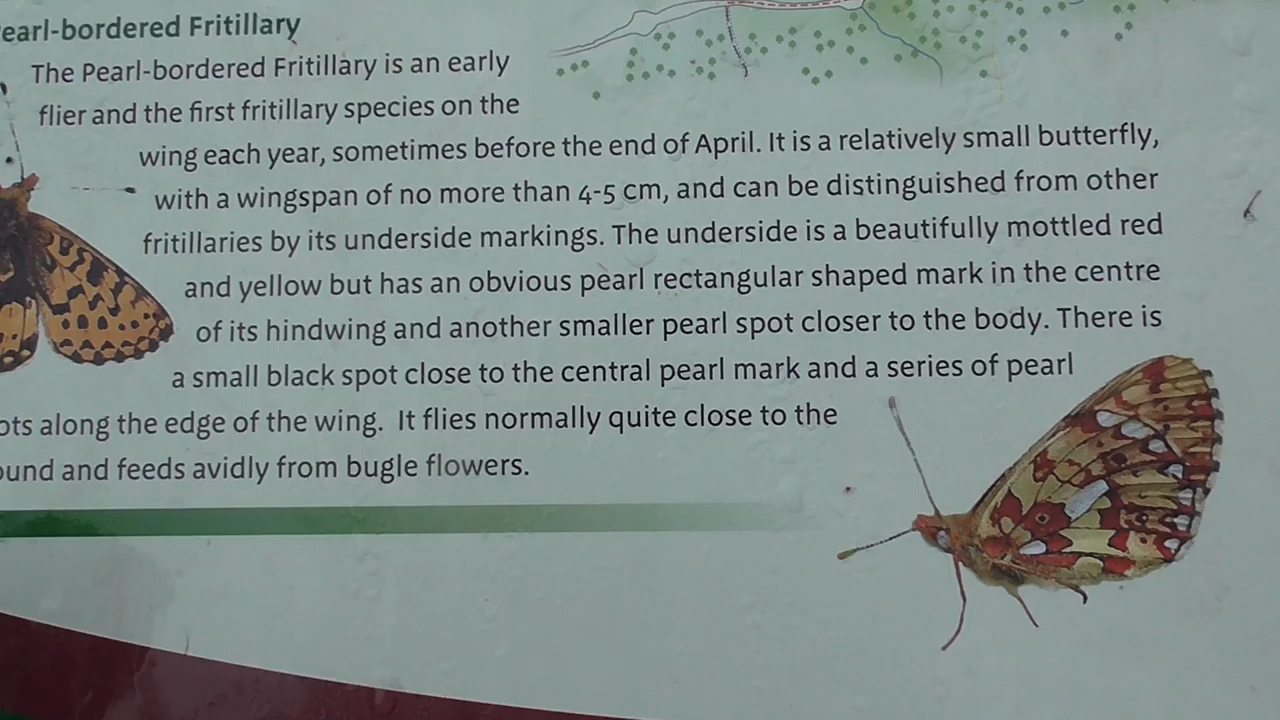 earl-bordered Fritillary
The Pearl-bordered Fritillary is an early
flier and the first fritillary species on the
wing each year, sometimes before the end of April. It is a relatively small butterfly,
with a wingspan of no more than 4-5 cm, and can be distinguished from other
fritillaries by its underside markings. The underside is a beautifully mottled red
and yellow but has an obvious pearl rectangular shaped mark in the centre
of its hindwing and another smaller pearl spot closer to the body. There is
a small black spot close to the central pearl mark and a series of pearl
ots along the edge of the wing. It flies normally quite close to the
ound and feeds avidly from bugle flowers.